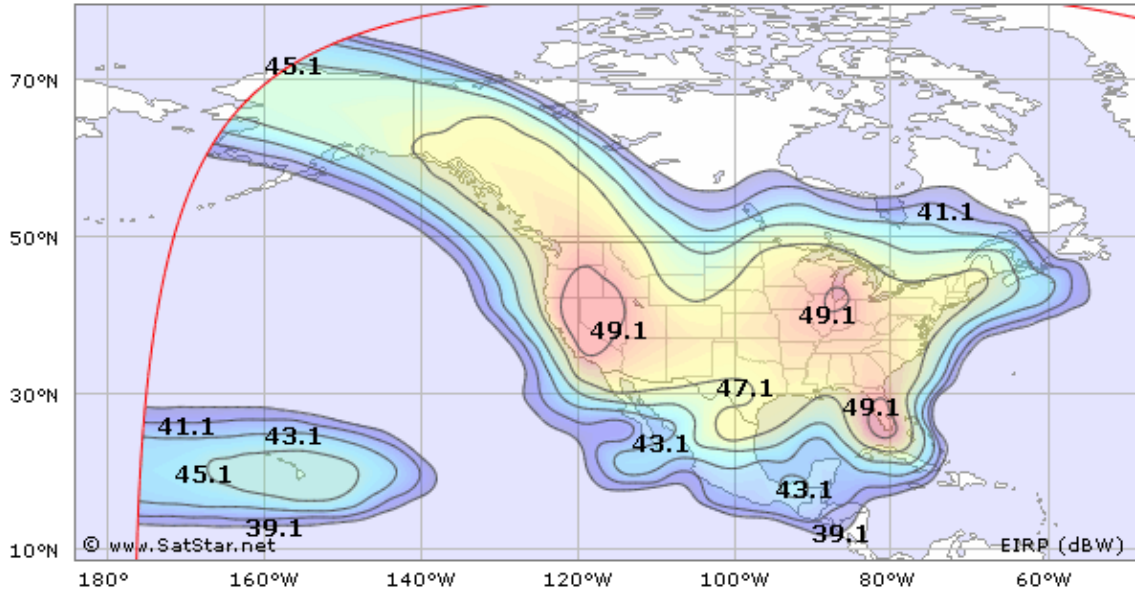 45.1
70°N
41.1
50°N
49.1
49.1
47.1
30°N
49.1
41.1
43.1
43.1
45.1
43.1
39.1
39.1
© www.SatStar.net
EIRP (dBW)
10°N
180°
160°W
140°W
120°W
100°W
80°W
60°W